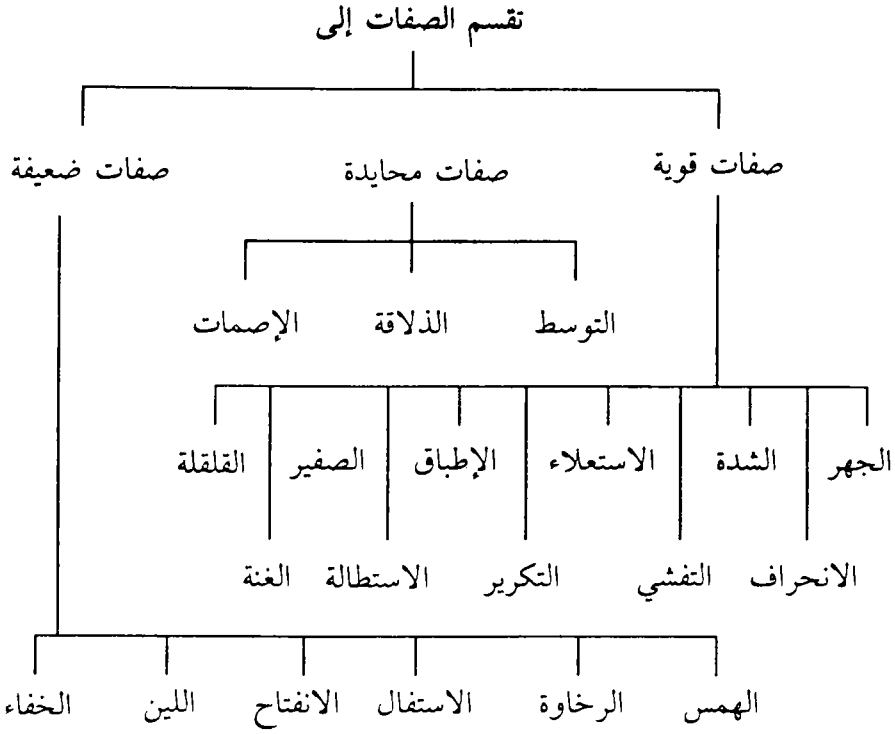 تقسم الصفات إلى
صفات قوية صفات محايدة صفات ضعيفة
التوسط الذلاقة الإصمات
الجهر الشدة الاستعلاء الإطباق الصفير القلقلة
الانحراف التفشي التكرير الاستطالة الغنة
الهمس الرخاوة الاستفال الانفتاح اللين الخفاء